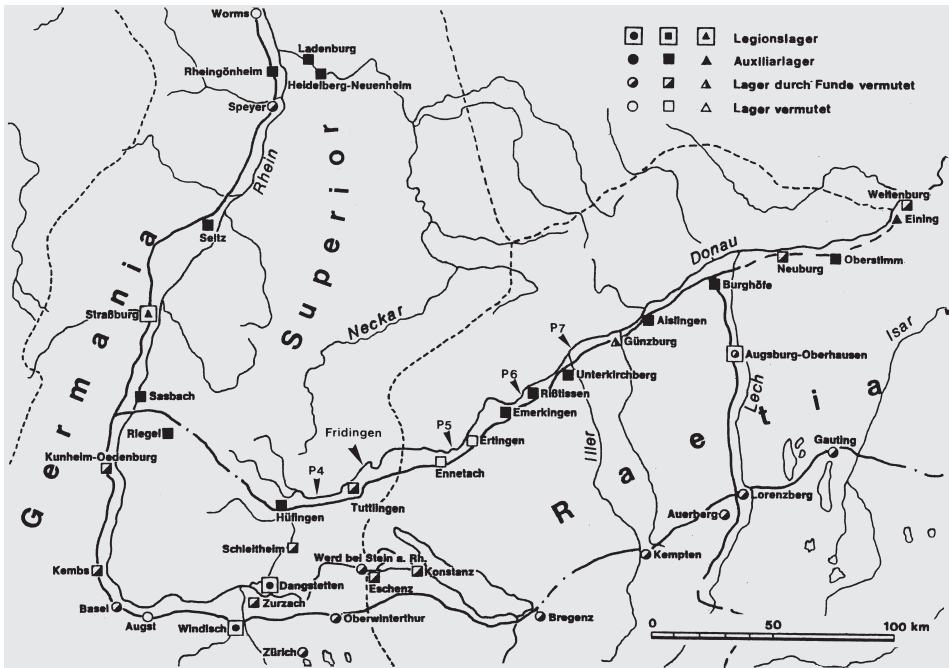 Worms
Ladenburg
Rheingönheim
Heidelberg-Neuenheim
Speyer
Legionslager
Auxiliarlager
Lager durch Funde vermutet
Lager vermutet
Rhein
Superior
Germania
Seltz
Straßburg
Neckar
Donau
Weltenburg
Eining
Neuburg
Oberstimm
Burghöfe
Aislingen
Günzburg
Isar
Augsburg-Oberhausen
Lech
P7
Unterkirchberg
P6
Rißtissen
Emerkingen
Sasbach
Riegel
Kunheim-Oedenburg
Fridingen
P5
Ertingen
Ennetach
P4
Tuttlingen
Hüfingen
Iller
Raetia
Gauting
Lorenzberg
Auerberg
Kempten
Schleitheim
Werd bei Stein a. Rh.
Konstanz
Eschenz
Kembs
Dangstetten
Zurzach
Basel
Augst
Windisch
Oberwinterthur
Bregenz
Zürich
0 50 100 km